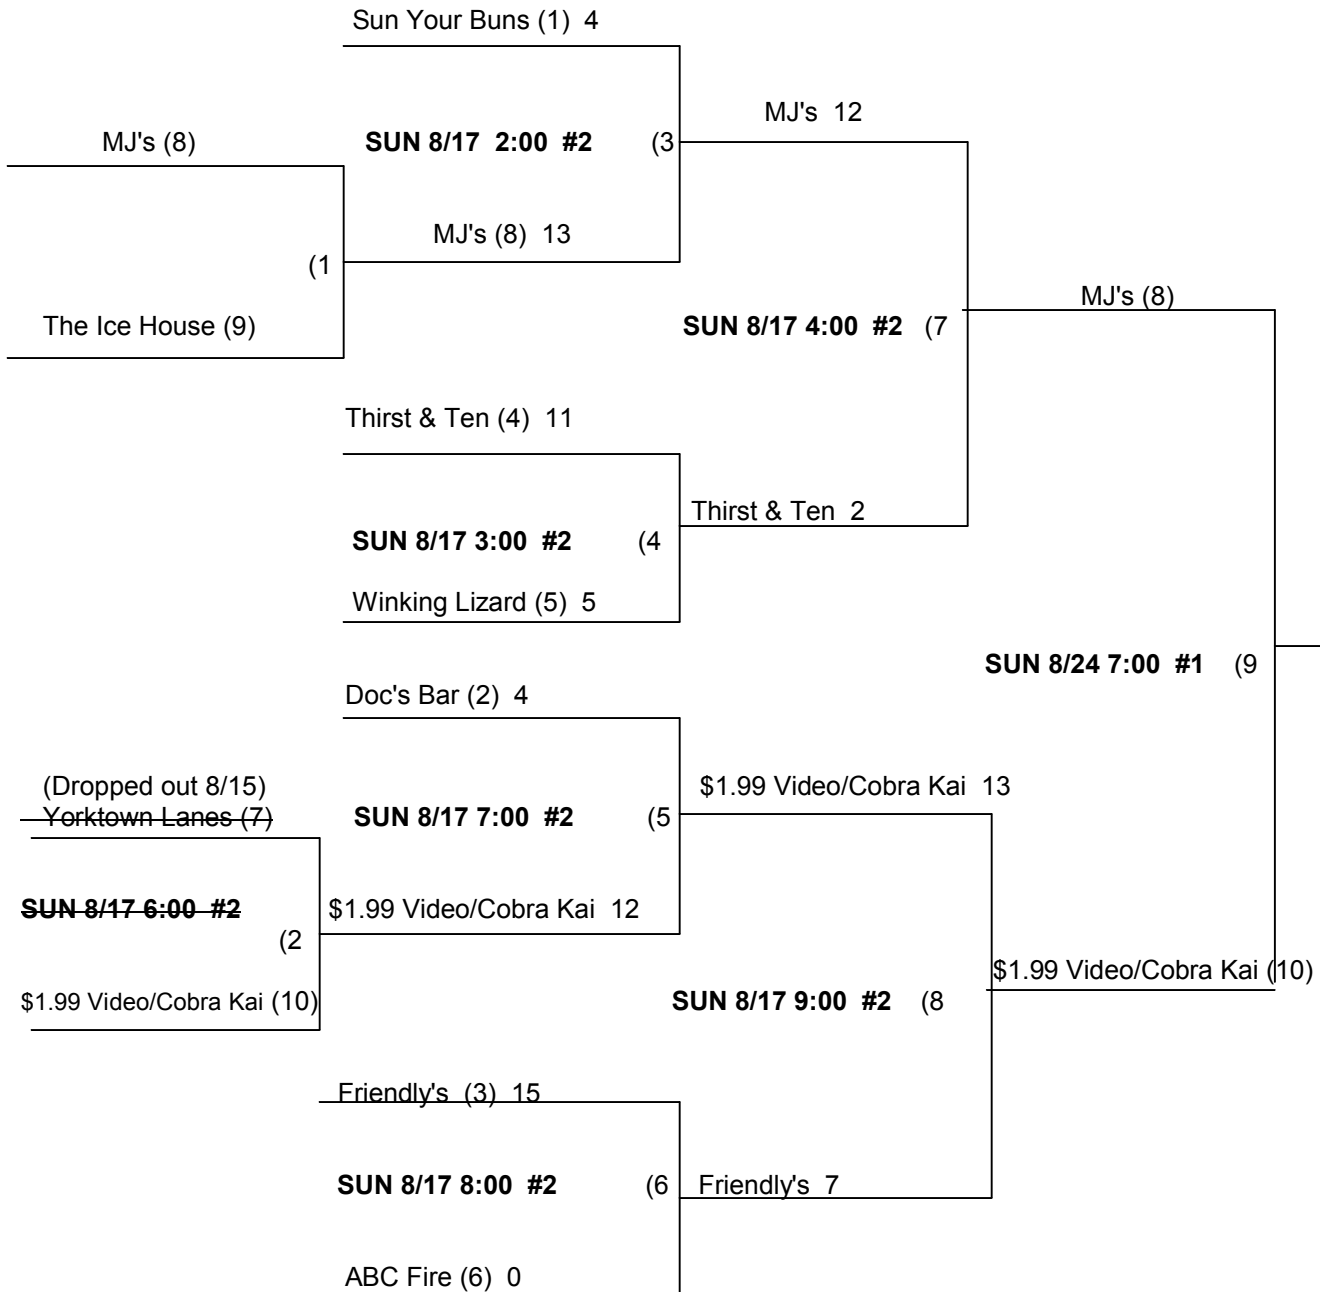 Sun Your Buns (1)  4
MJ's  12
MJ's (8)
SUN 8/17  2:00  #2
(3
MJ's (8)  13
(1
MJ's (8)
The Ice House (9)
SUN 8/17 4:00  #2
(7
Thirst & Ten (4)  11
Thirst & Ten  2
SUN 8/17 3:00  #2
(4
Winking Lizard (5)  5
SUN 8/24 7:00  #1
(9
Doc's Bar (2)  4
(Dropped out 8/15)
$1.99 Video/Cobra Kai  13
Yorktown Lanes (7)
SUN 8/17 7:00  #2
(5
SUN 8/17 6:00  #2
$1.99 Video/Cobra Kai  12
(2
$1.99 Video/Cobra Kai (10)
$1.99 Video/Cobra Kai (10)
SUN 8/17 9:00  #2
(8
Friendly's  (3)  15
SUN 8/17 8:00  #2
(6
Friendly's  7
ABC Fire (6)  0